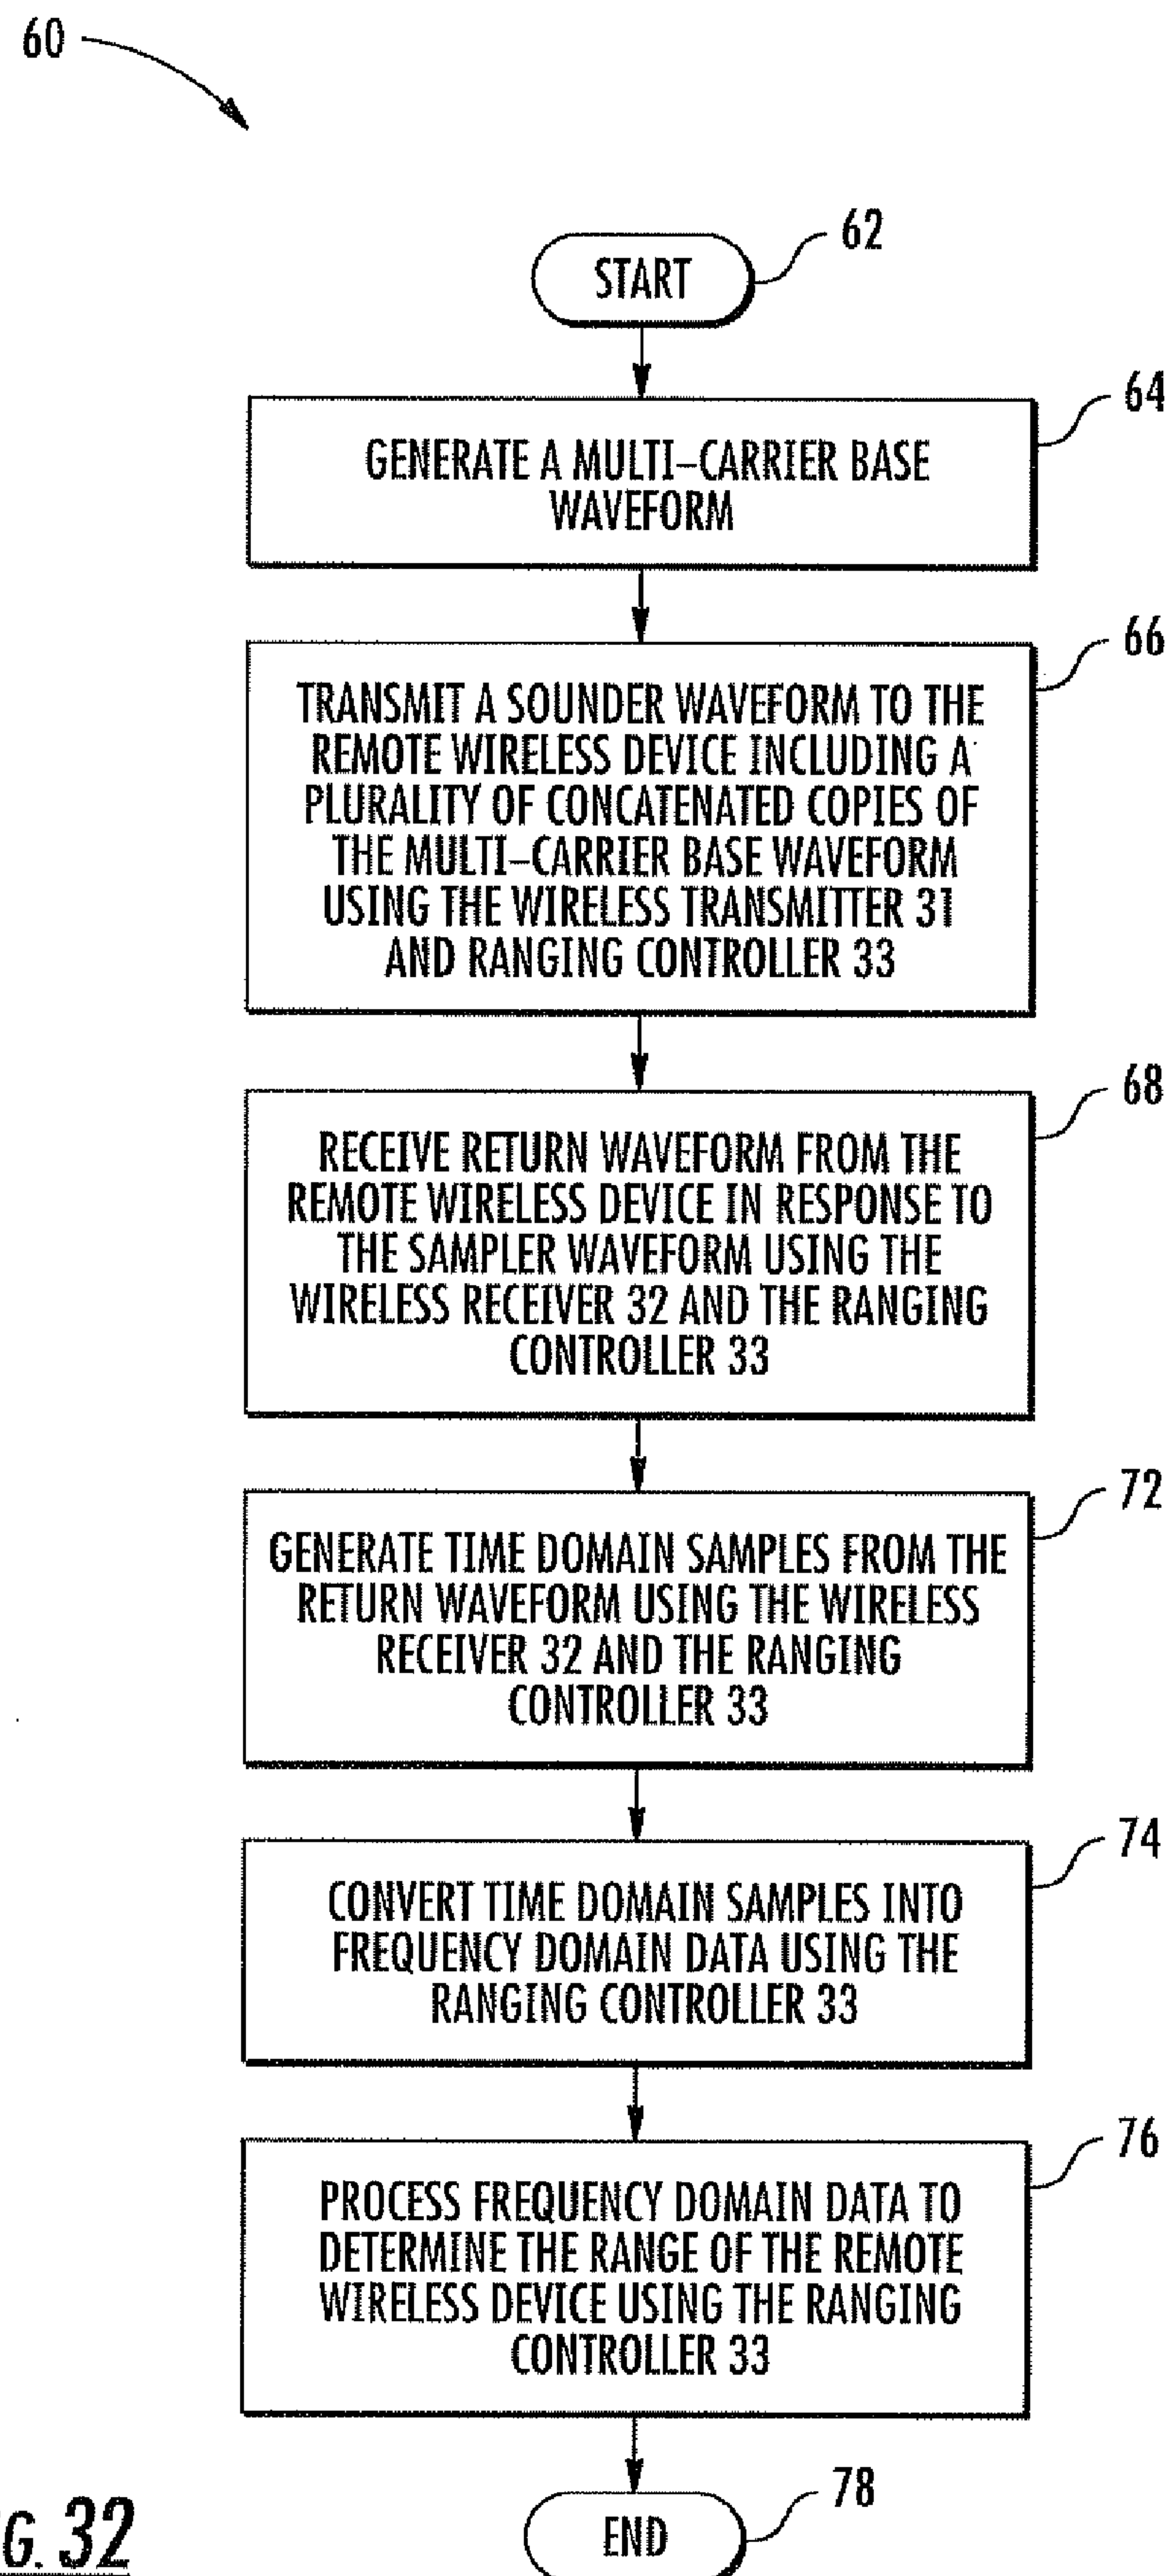 60
62
START
64
GENERATE A MULTI-CARRIER BASE
WAVEFORM
66
TRANSMIT A SOUNDER WAVEFORM TO THE
REMOTE WIRELESS DEVICE INCLUDING A
PLURALITY OF CONCATENATED COPIES OF
THE MULTI-CARRIER BASE WAVEFORM
USING THE WIRELESS TRANSMITTER 31
AND RANGING CONTROLLER 33
68
RECEIVE RETURN WAVEFORM FROM THE
REMOTE WIRELESS DEVICE IN RESPONSE TO
THE SAMPLER WAVEFORM USING THE
WIRELESS RECEIVER 32 AND THE RANGING
CONTROLLER 33
72
GENERATE TIME DOMAIN SAMPLES FROM THE
RETURN WAVEFORM USING THE WIRELESS
RECEIVER 32 AND THE RANGING
CONTROLLER 33
74
CONVERT TIME DOMAIN SAMPLES INTO
FREQUENCY DOMAIN DATA USING THE
RANGING CONTROLLER 33
76
PROCESS FREQUENCY DOMAIN DATA TO
DETERMINE THE RANGE OF THE REMOTE
WIRELESS DEVICE USING THE RANGING
CONTROLLER 33
78
END
G. 32